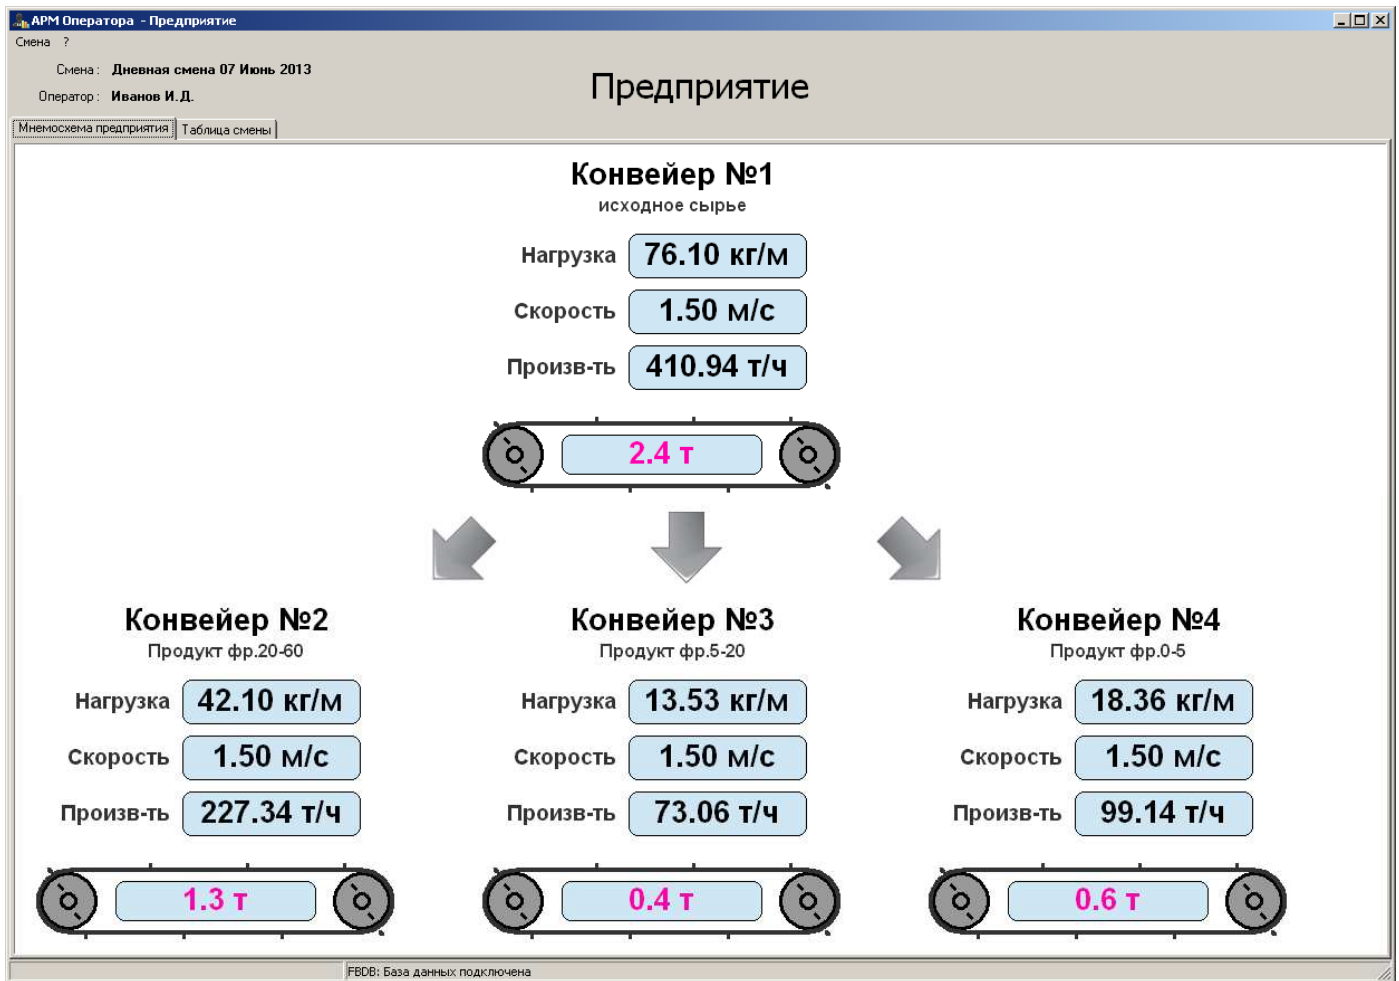 АРМ Оператора - Предприятие
Смена ?
Смена: Дневная смена 07 Июнь 2013
Оператор: Иванов И.Д.
Предприятие
Мнемосхема предприятия Таблица смены
Конвейер №1
исходное сырье
Нагрузка 76.10 кг/м
Скорость 1.50 м/с
Произв-ть 410.94 т/ч
2.4 т
Конвейер №2
Продукт фр.20-60
Нагрузка 42.10 кг/м
Скорость 1.50 м/с
Произв-ть 227.34 т/ч
1.3 т
Конвейер №3
Продукт фр.5-20
Нагрузка 13.53 кг/м
Скорость 1.50 м/с
Произв-ть 73.06 т/ч
0.4 т
Конвейер №4
Продукт фр.0-5
Нагрузка 18.36 кг/м
Скорость 1.50 м/с
Произв-ть 99.14 т/ч
0.6 т
FBDB: База данных подключена